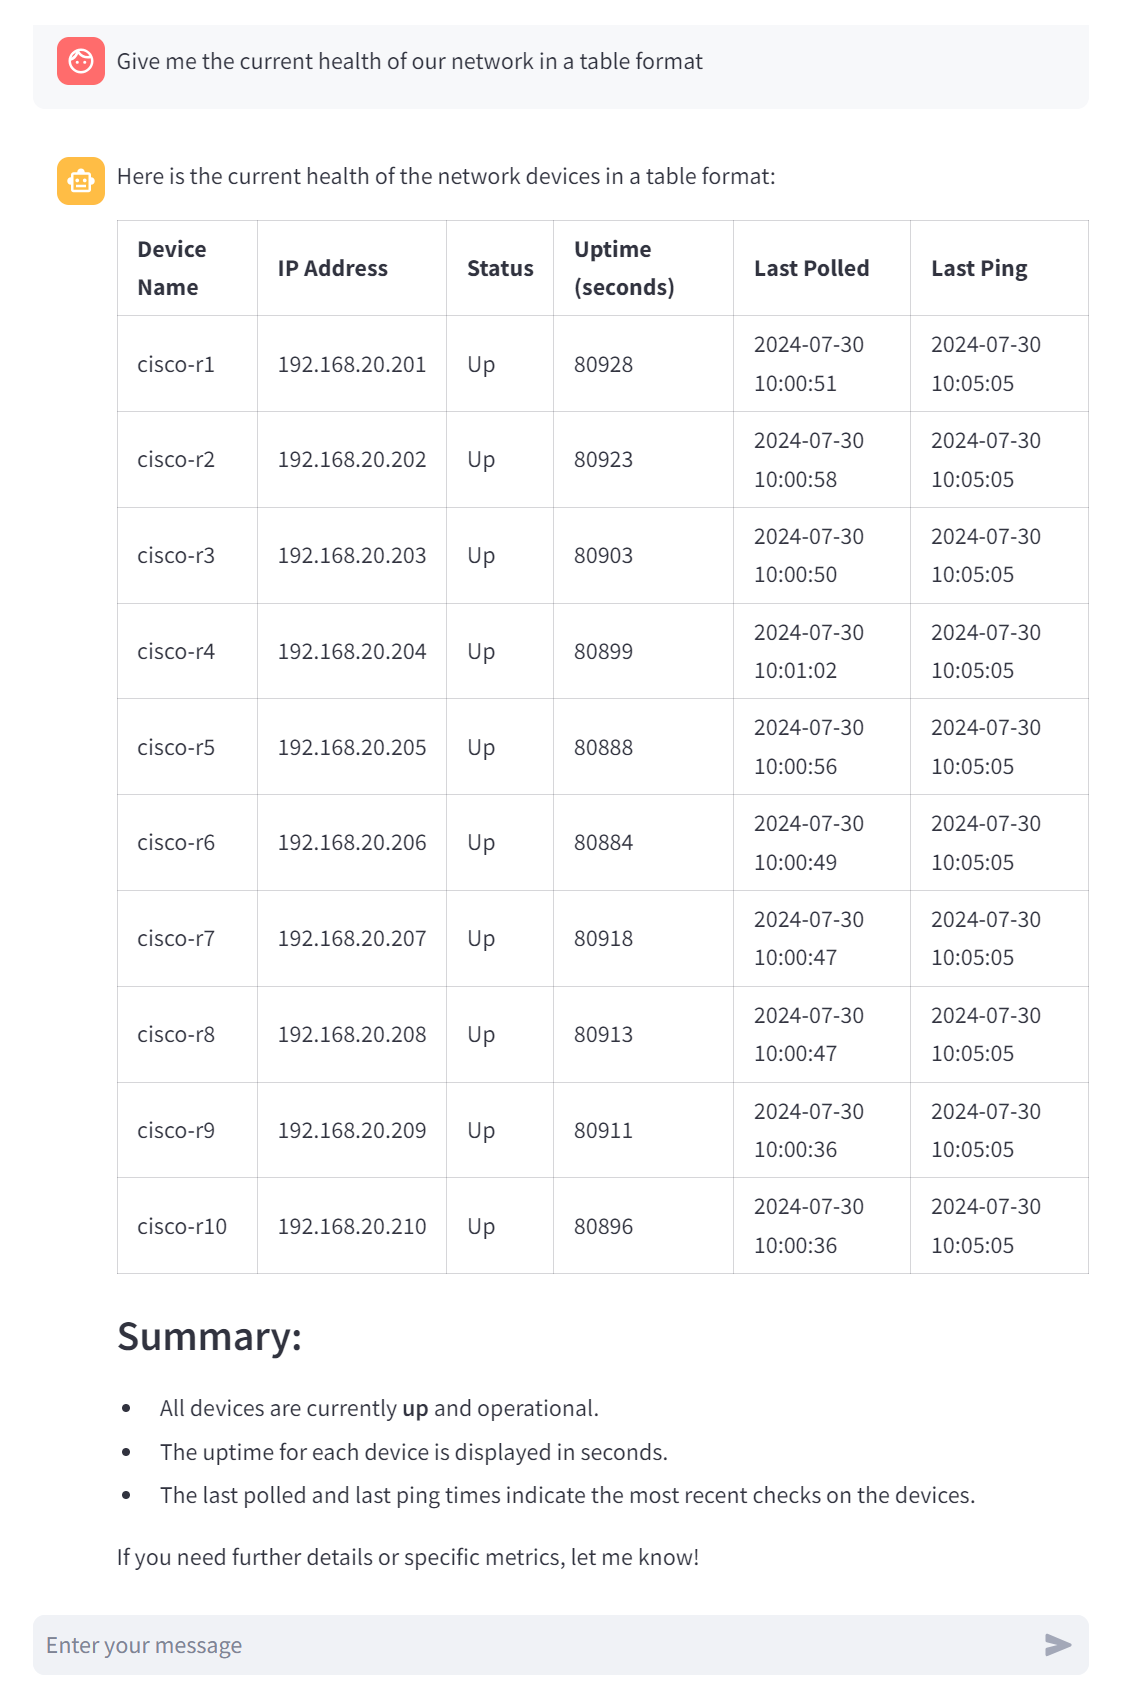 Give me the current health of our network in a table format
Here is the current health of the network devices in a table format:
Device Name | IP Address | Status | Uptime (seconds) | Last Polled | Last Ping
cisco-r1 | 192.168.20.201 | Up | 80928 | 2024-07-30 10:00:51 | 2024-07-30 10:05:05
cisco-r2 | 192.168.20.202 | Up | 80923 | 2024-07-30 10:00:58 | 2024-07-30 10:05:05
cisco-r3 | 192.168.20.203 | Up | 80903 | 2024-07-30 10:00:50 | 2024-07-30 10:05:05
cisco-r4 | 192.168.20.204 | Up | 80899 | 2024-07-30 10:01:02 | 2024-07-30 10:05:05
cisco-r5 | 192.168.20.205 | Up | 80888 | 2024-07-30 10:00:56 | 2024-07-30 10:05:05
cisco-r6 | 192.168.20.206 | Up | 80884 | 2024-07-30 10:00:49 | 2024-07-30 10:05:05
cisco-r7 | 192.168.20.207 | Up | 80918 | 2024-07-30 10:00:47 | 2024-07-30 10:05:05
cisco-r8 | 192.168.20.208 | Up | 80913 | 2024-07-30 10:00:47 | 2024-07-30 10:05:05
cisco-r9 | 192.168.20.209 | Up | 80911 | 2024-07-30 10:00:36 | 2024-07-30 10:05:05
cisco-r10 | 192.168.20.210 | Up | 80896 | 2024-07-30 10:00:36 | 2024-07-30 10:05:05
Summary:
• All devices are currently up and operational.
• The uptime for each device is displayed in seconds.
• The last polled and last ping times indicate the most recent checks on the devices.
If you need further details or specific metrics, let me know!
Enter your message